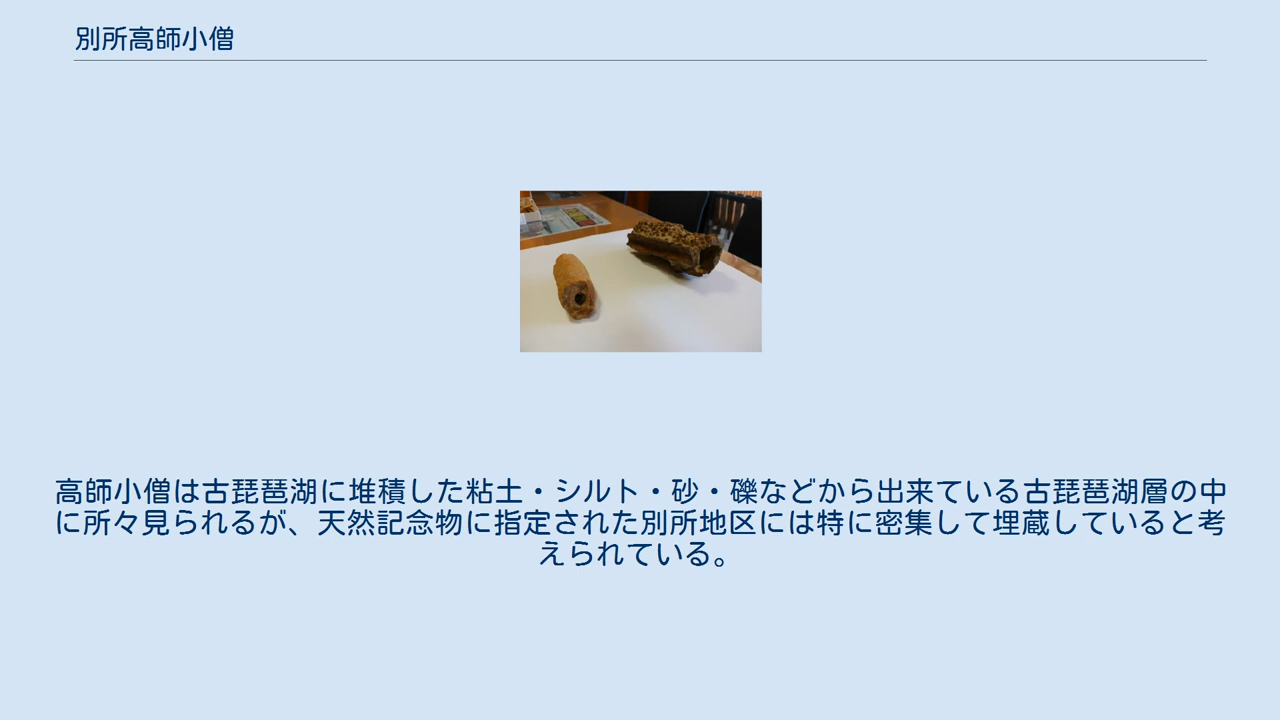 別所高師小僧
高師小僧は古琵琶湖に堆積した粘土・シルト・砂・礫などから出来ている古琵琶湖層の中
に所々見られるが、天然記念物に指定された別所地区には特に密集して埋蔵していると考
えられている。